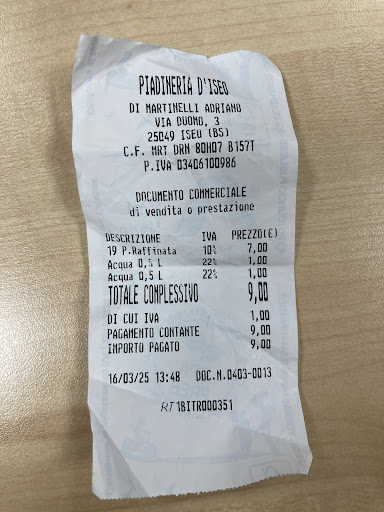 PIADINERIA D'ISEO
DI MARTINELLI ADRIANO
VIA DUOMO, 3
25049 ISEO (BS)
C.F. MRT DRN 80H07 B157T
P.IVA 03406100986
DOCUMENTO COMMERCIALE
di vendita o prestazione
DESCRIZIONE IVA PREZZO(€)
19 P.Raffinata 10% 7,00
Acqua 0,5 L 22% 1,00
Acqua 0,5 L 22% 1,00
TOTALE COMPLESSIVO 9,00
DI CUI IVA 1,00
PAGAMENTO CONTANTE 9,00
IMPORTO PAGATO 9,00
16/03/25 13:48 DOC.N.0403-0013
RT 1BITR000351